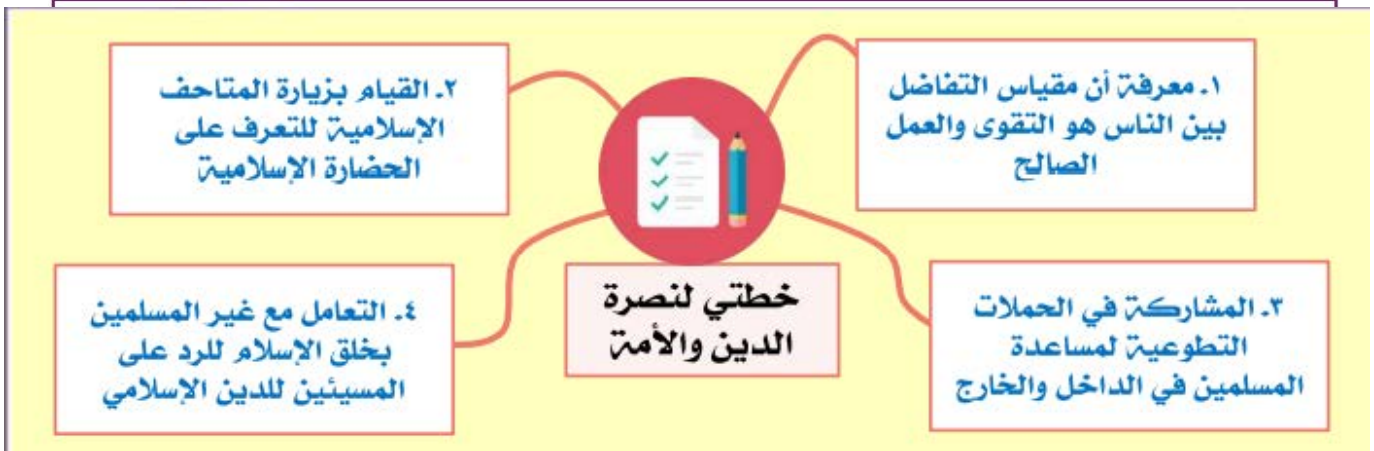 ١. معرفة أن مقياس التفاضل
بين الناس هو التقوى والعمل
الصالح
٢. القيام بزيارة المتاحف
الإسلامية للتعرف على
الحضارة الإسلامية
خطتي لنصرة
الدين والأمة
٣. المشاركة في الحملات
التطوعية لمساعدة
المسلمين في الداخل والخارج
٤. التعامل مع غير المسلمين
بخلق الإسلام للرد على
المسيئين للدين الإسلامي